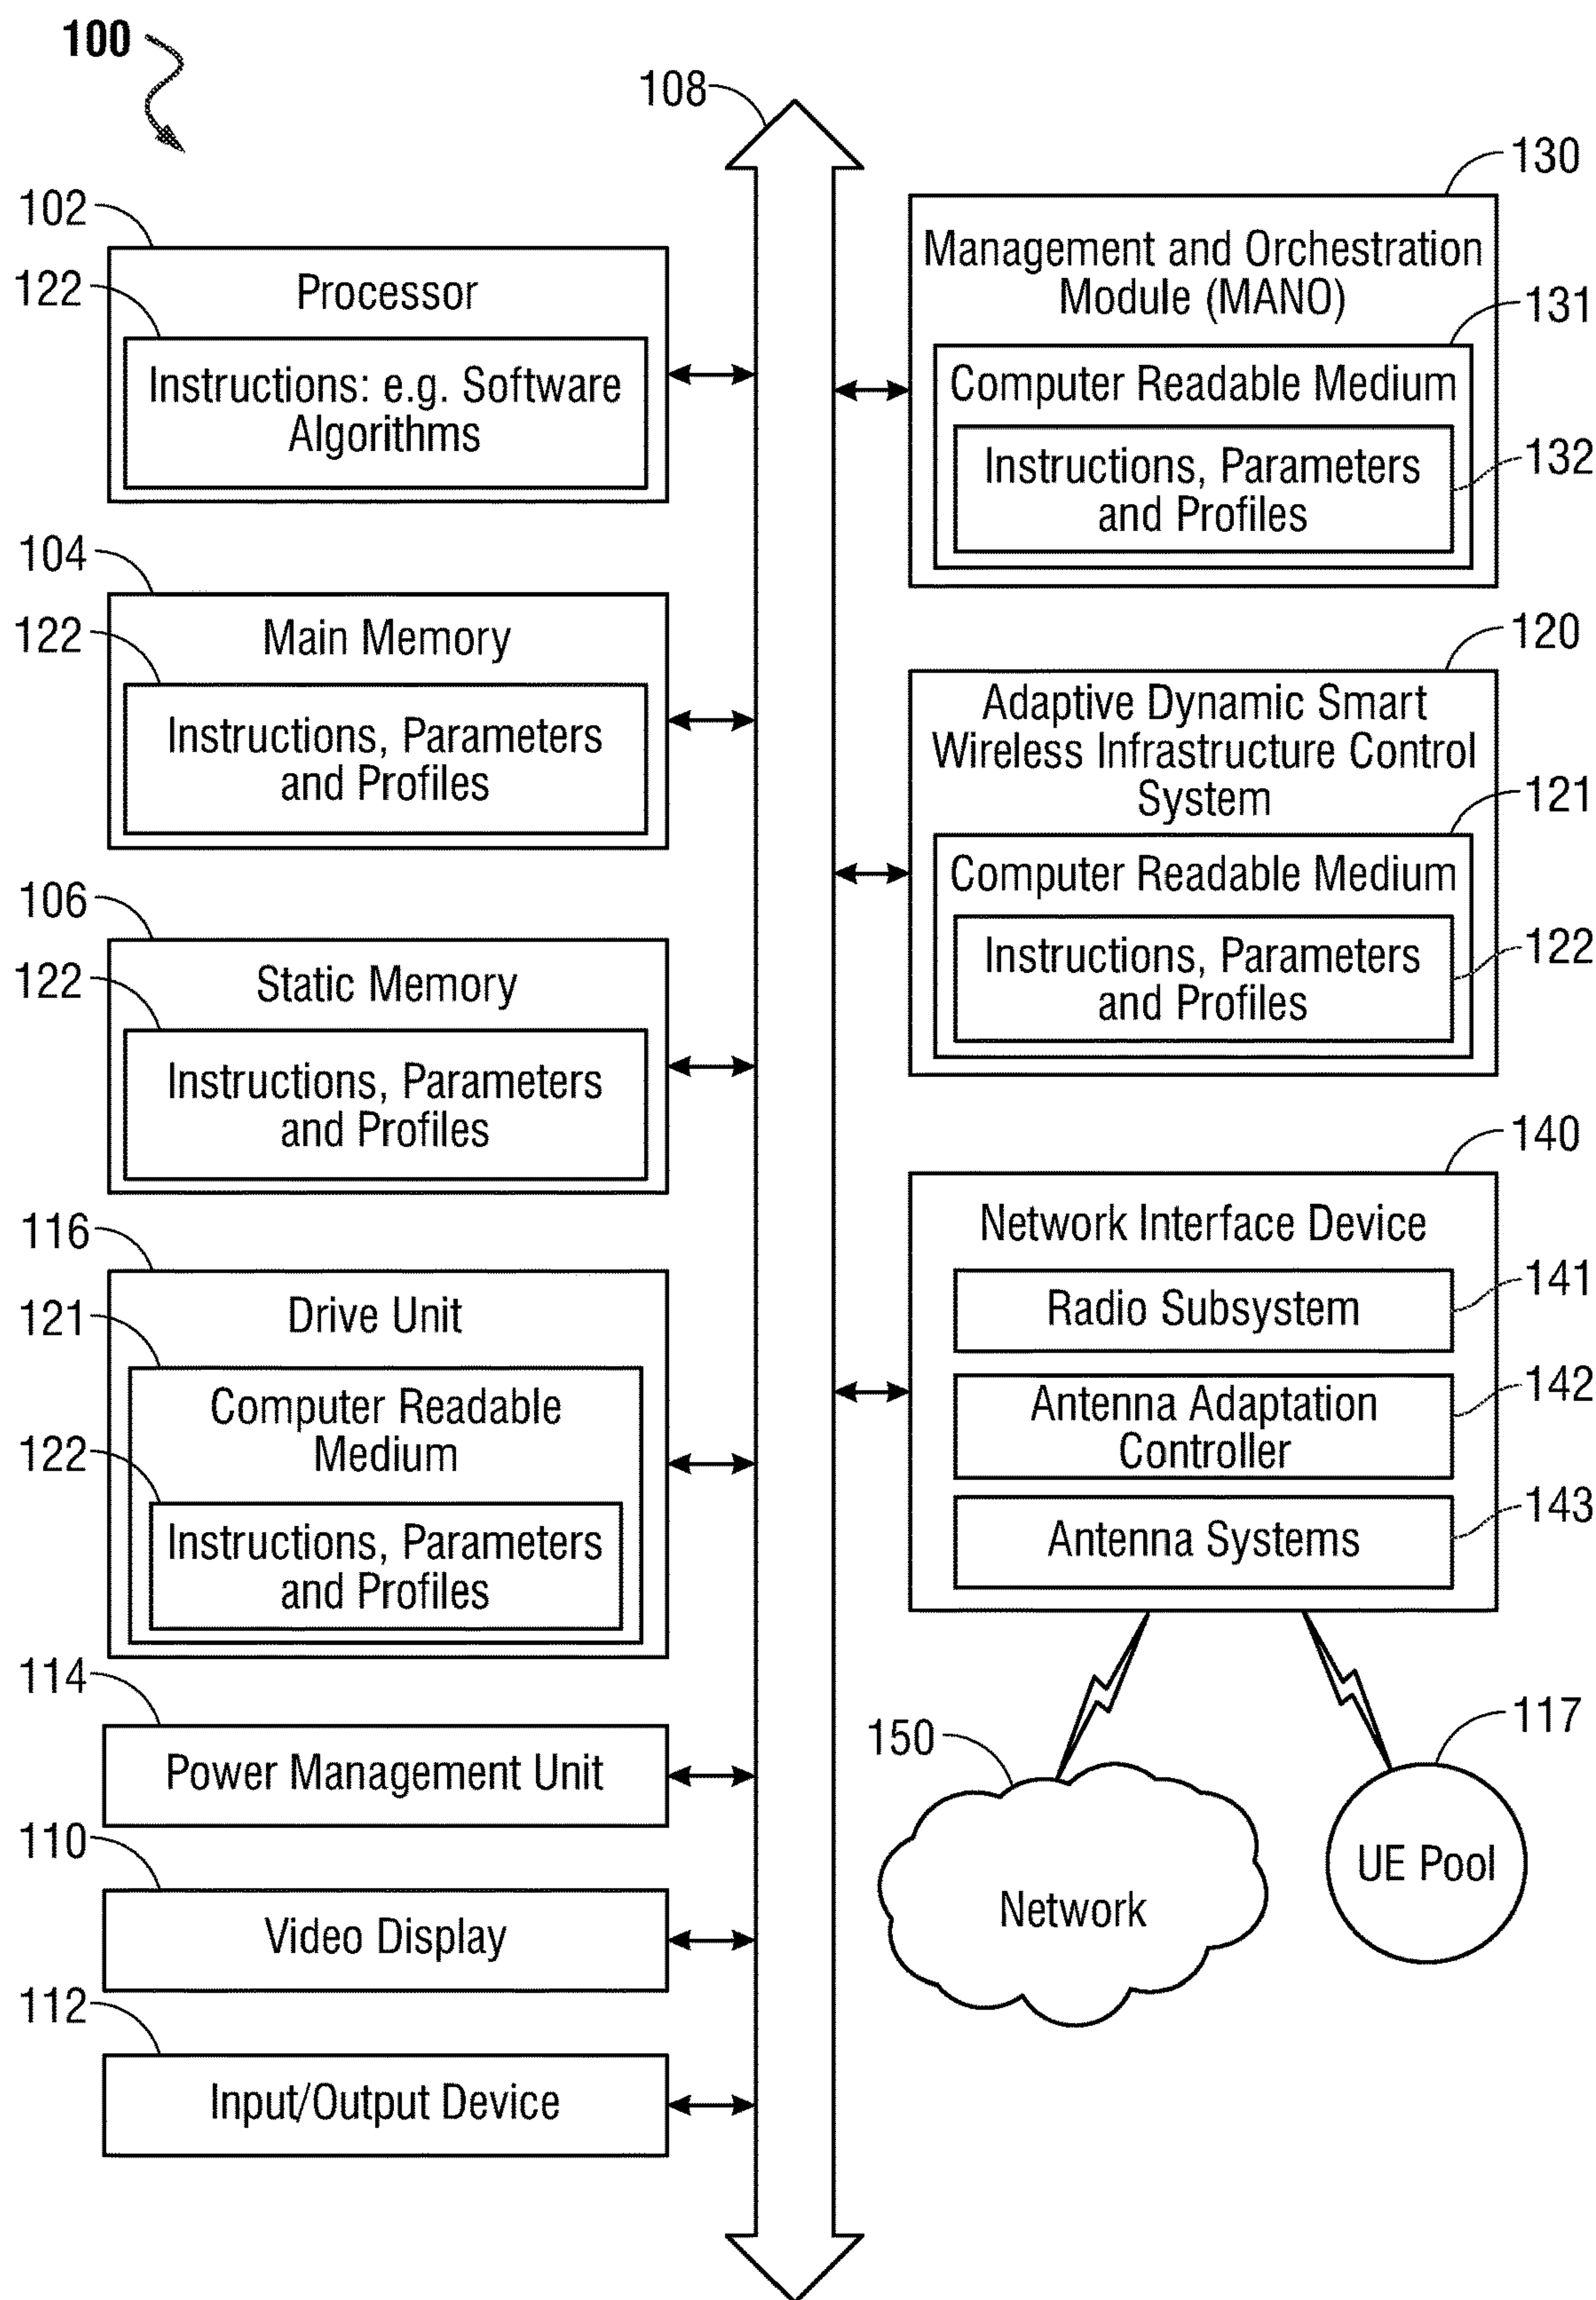 100
108
102
122
Processor
Instructions: e.g. Software
Algorithms
104
122
Main Memory
Instructions, Parameters
and Profiles
106
122
Static Memory
Instructions, Parameters
and Profiles
116
121
122
Drive Unit
Computer Readable
Medium
Instructions, Parameters
and Profiles
114
Power Management Unit
110
Video Display
112
Input/Output Device
130
Management and Orchestration
Module (MANO)
131
Computer Readable Medium
132
Instructions, Parameters
and Profiles
120
Adaptive Dynamic Smart
Wireless Infrastructure Control
System
121
Computer Readable Medium
122
Instructions, Parameters
and Profiles
140
Network Interface Device
141
Radio Subsystem
142
Antenna Adaptation
Controller
143
Antenna Systems
150
Network
117
UE Pool